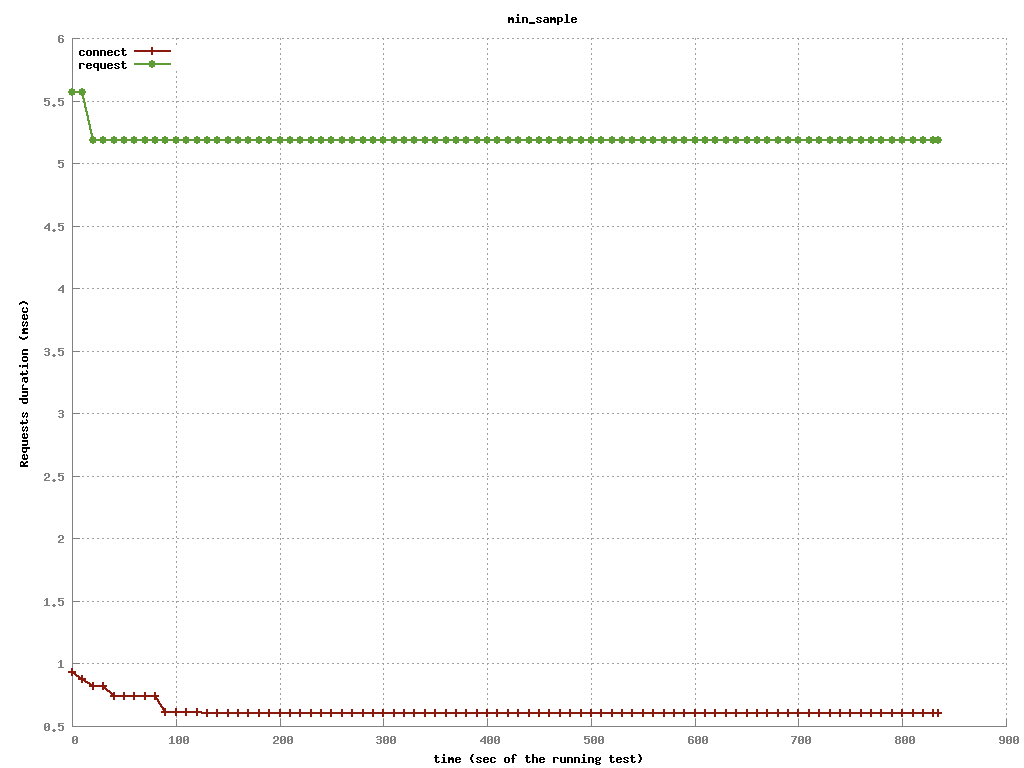 min_sample
6
connect
request
5.5
5
4.5
4
3.5
3
2.5
2
1.5
1
0.5
Requests duration (msec)
0 100 200 300 400 500 600 700 800 900
time (sec of the running test)